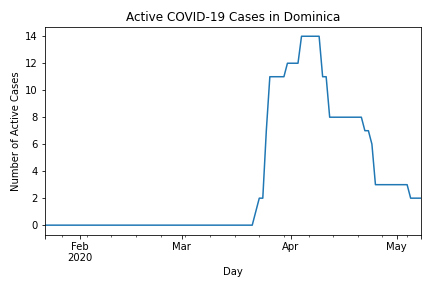 Active COVID-19 Cases in Dominica
Number of Active Cases
14
12
10
8
6
4
2
0
Feb
2020
Mar
Apr
May
Day